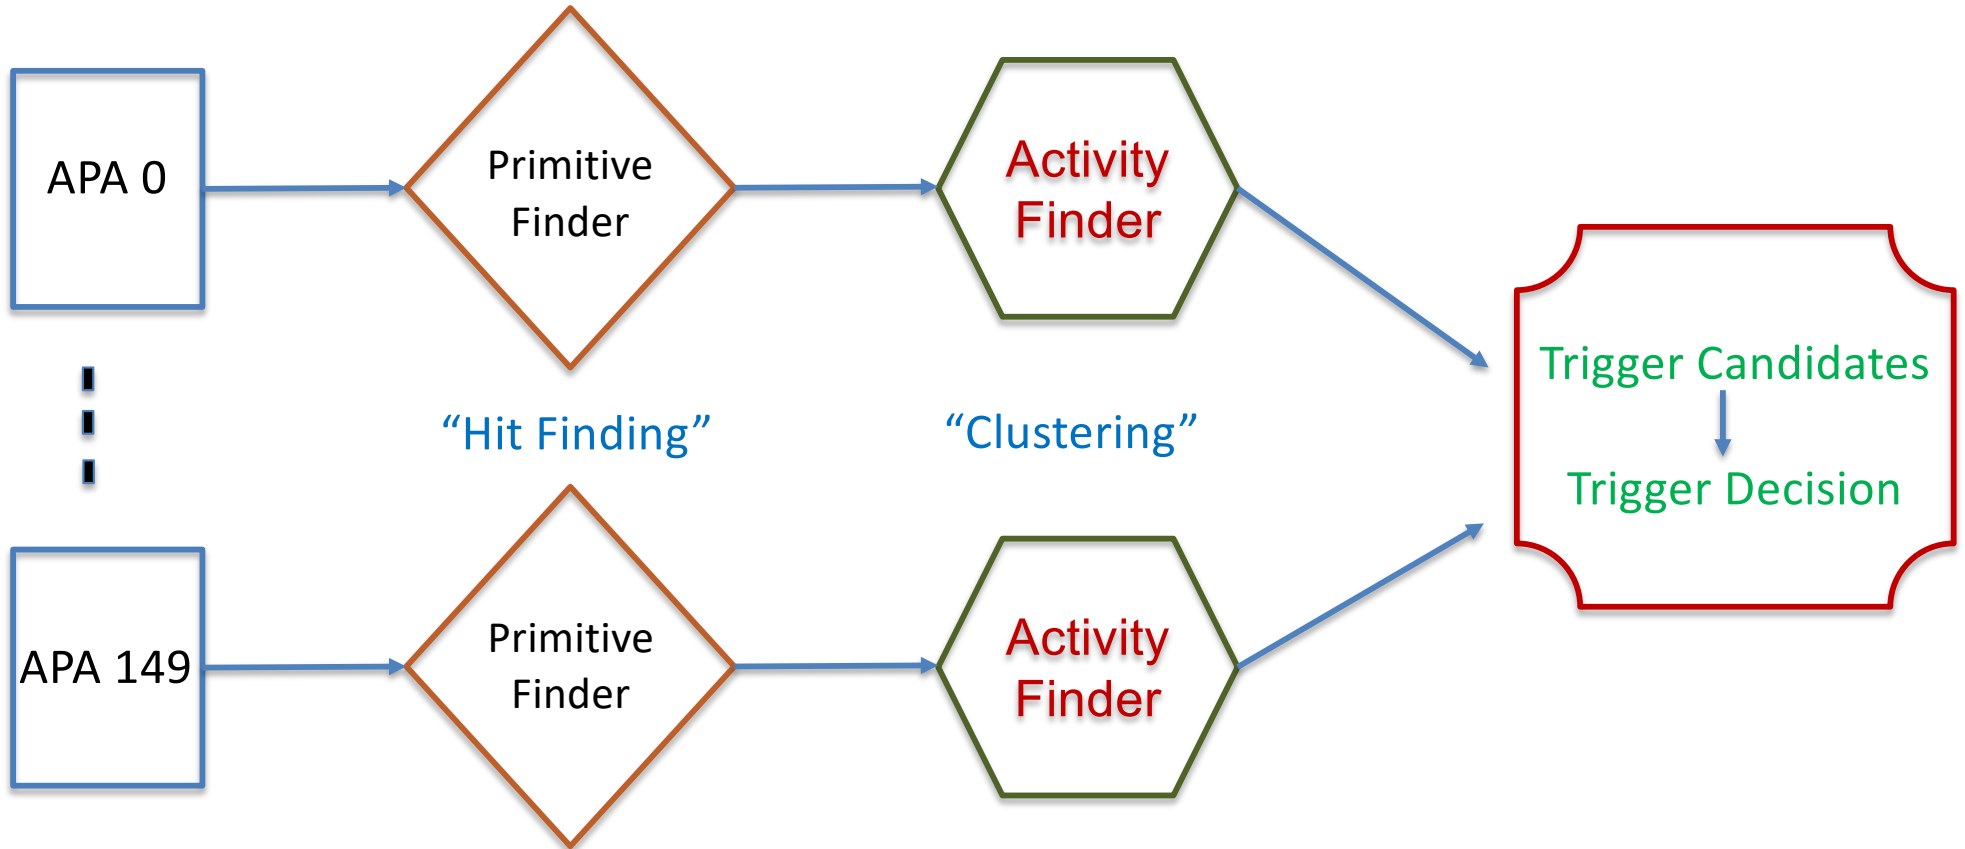 APA 0
Primitive
Finder
Activity
Finder
"Hit Finding"
"Clustering"
Trigger Candidates
Trigger Decision
APA 149
Primitive
Finder
Activity
Finder